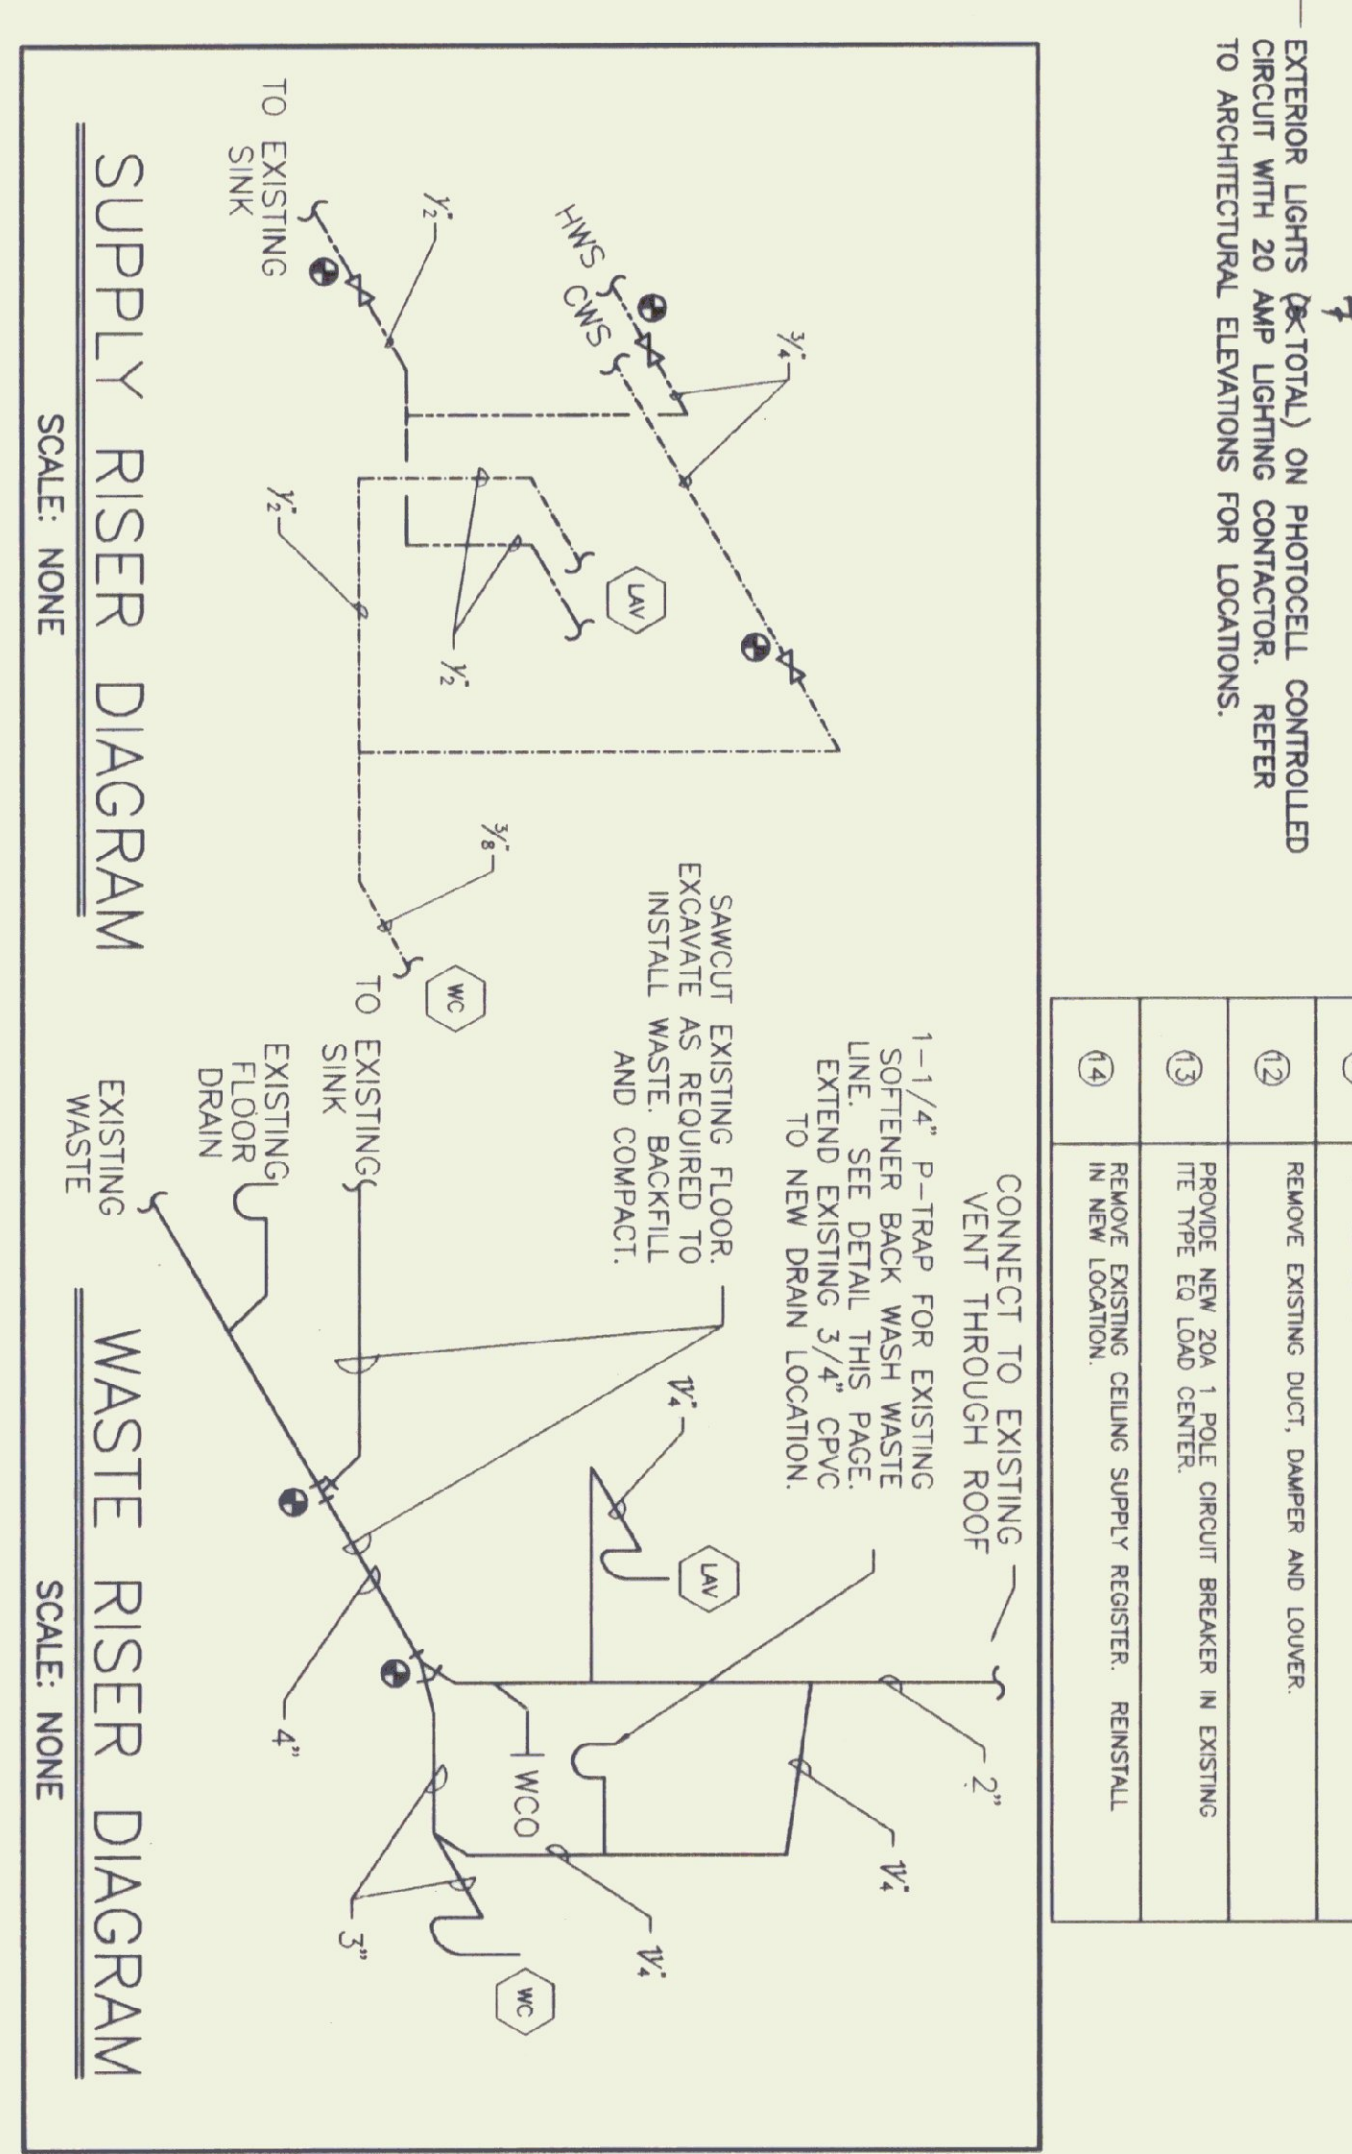 7
EXTERIOR LIGHTS ( TOTAL) ON PHOTOCELL CONTROLLED
CIRCUIT WITH 20 AMP LIGHTING CONTACTOR. REFER
TO ARCHITECTURAL ELEVATIONS FOR LOCATIONS.
12
REMOVE EXISTING DUCT, DAMPER AND LOUVER.
13
PROVIDE NEW 20A 1 POLE CIRCUIT BREAKER IN EXISTING
ITE TYPE EQ LOAD CENTER.
14
REMOVE EXISTING CEILING SUPPLY REGISTER. REINSTALL
IN NEW LOCATION.
3/4"
HWS
CWS
1/2"
TO EXISTING
SINK
LAV
1/2"
1/2"
3/8"
WC
SUPPLY RISER DIAGRAM
SCALE: NONE
CONNECT TO EXISTING
VENT THROUGH ROOF
1-1/4" P-TRAP FOR EXISTING
SOFTENER BACK WASH WASTE
LINE. SEE DETAIL THIS PAGE.
EXTEND EXISTING 3/4" CPVC
TO NEW DRAIN LOCATION.
SAWCUT EXISTING FLOOR.
EXCAVATE AS REQUIRED TO
INSTALL WASTE. BACKFILL
AND COMPACT.
2"
1 1/4"
1 1/4"
LAV
WCO
1 1/4"
WC
TO EXISTING
SINK
EXISTING
FLOOR
DRAIN
EXISTING
WASTE
4"
3"
WASTE RISER DIAGRAM
SCALE: NONE